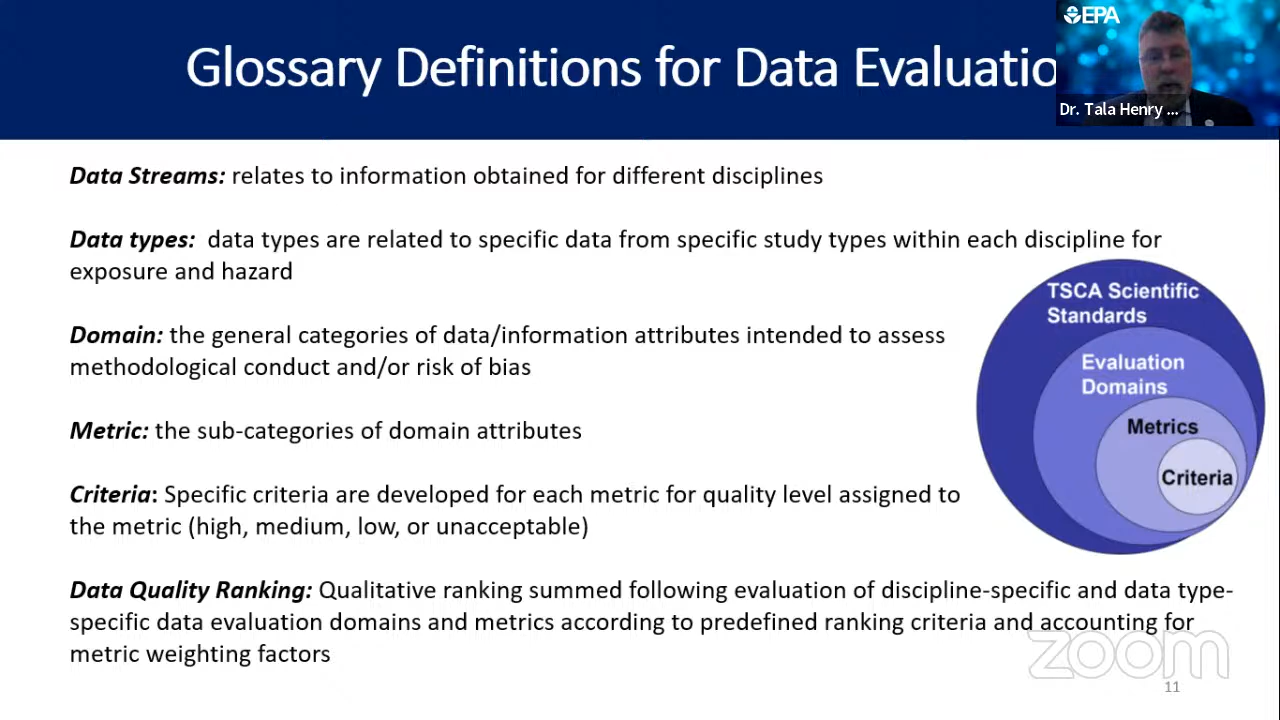 EPA
Glossary Definitions for Data Evaluatio
Dr. Tala Henry ...
Data Streams: relates to information obtained for different disciplines
Data types: data types are related to specific data from specific study types within each discipline for
exposure and hazard
Domain: the general categories of data/information attributes intended to assess
methodological conduct and/or risk of bias
Metric: the sub-categories of domain attributes
Criteria: Specific criteria are developed for each metric for quality level assigned to
the metric (high, medium, low, or unacceptable)
TSCA Scientific
Standards
Evaluation
Domains
Metrics
Criteria
Data Quality Ranking: Qualitative ranking summed following evaluation of discipline-specific and data type-
specific data evaluation domains and metrics according to predefined ranking criteria and accounting for
metric weighting factors
zoom
11